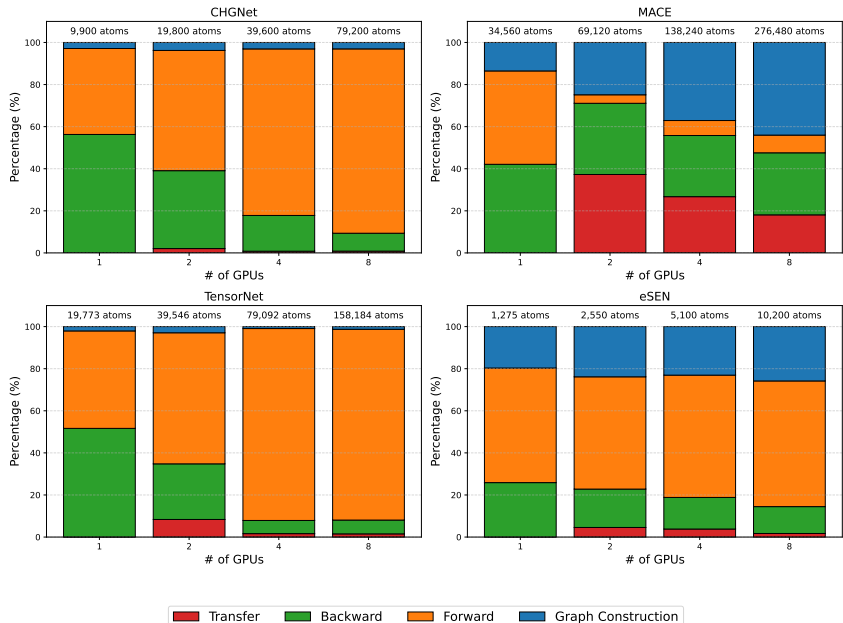 CHGNet
9,900 atoms 19,800 atoms 39,600 atoms 79,200 atoms
100
80
60
40
20
0
Percentage (%)
1 2 4 8
# of GPUs
MACE
34,560 atoms 69,120 atoms 138,240 atoms 276,480 atoms
100
80
60
40
20
0
Percentage (%)
1 2 4 8
# of GPUs
TensorNet
19,773 atoms 39,546 atoms 79,092 atoms 158,184 atoms
100
80
60
40
20
0
Percentage (%)
1 2 4 8
# of GPUs
eSEN
1,275 atoms 2,550 atoms 5,100 atoms 10,200 atoms
100
80
60
40
20
0
Percentage (%)
1 2 4 8
# of GPUs
Transfer Backward Forward Graph Construction